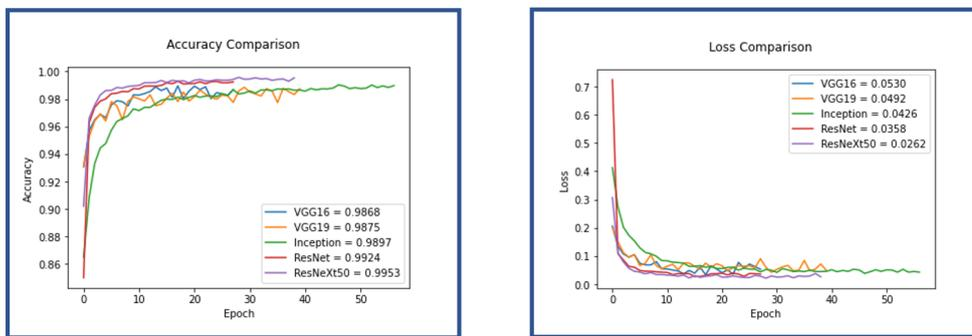 Accuracy Comparison
1.00
0.98
0.96
0.94
0.92
0.90
0.88
0.86
Accuracy
VGG16 = 0.9868
VGG19 = 0.9875
Inception = 0.9897
ResNet = 0.9924
ResNeXt50 = 0.9953
0 10 20 30 40 50
Epoch
Loss Comparison
0.7
0.6
0.5
0.4
0.3
0.2
0.1
0.0
Loss
VGG16 = 0.0530
VGG19 = 0.0492
Inception = 0.0426
ResNet = 0.0358
ResNeXt50 = 0.0262
0 10 20 30 40 50
Epoch